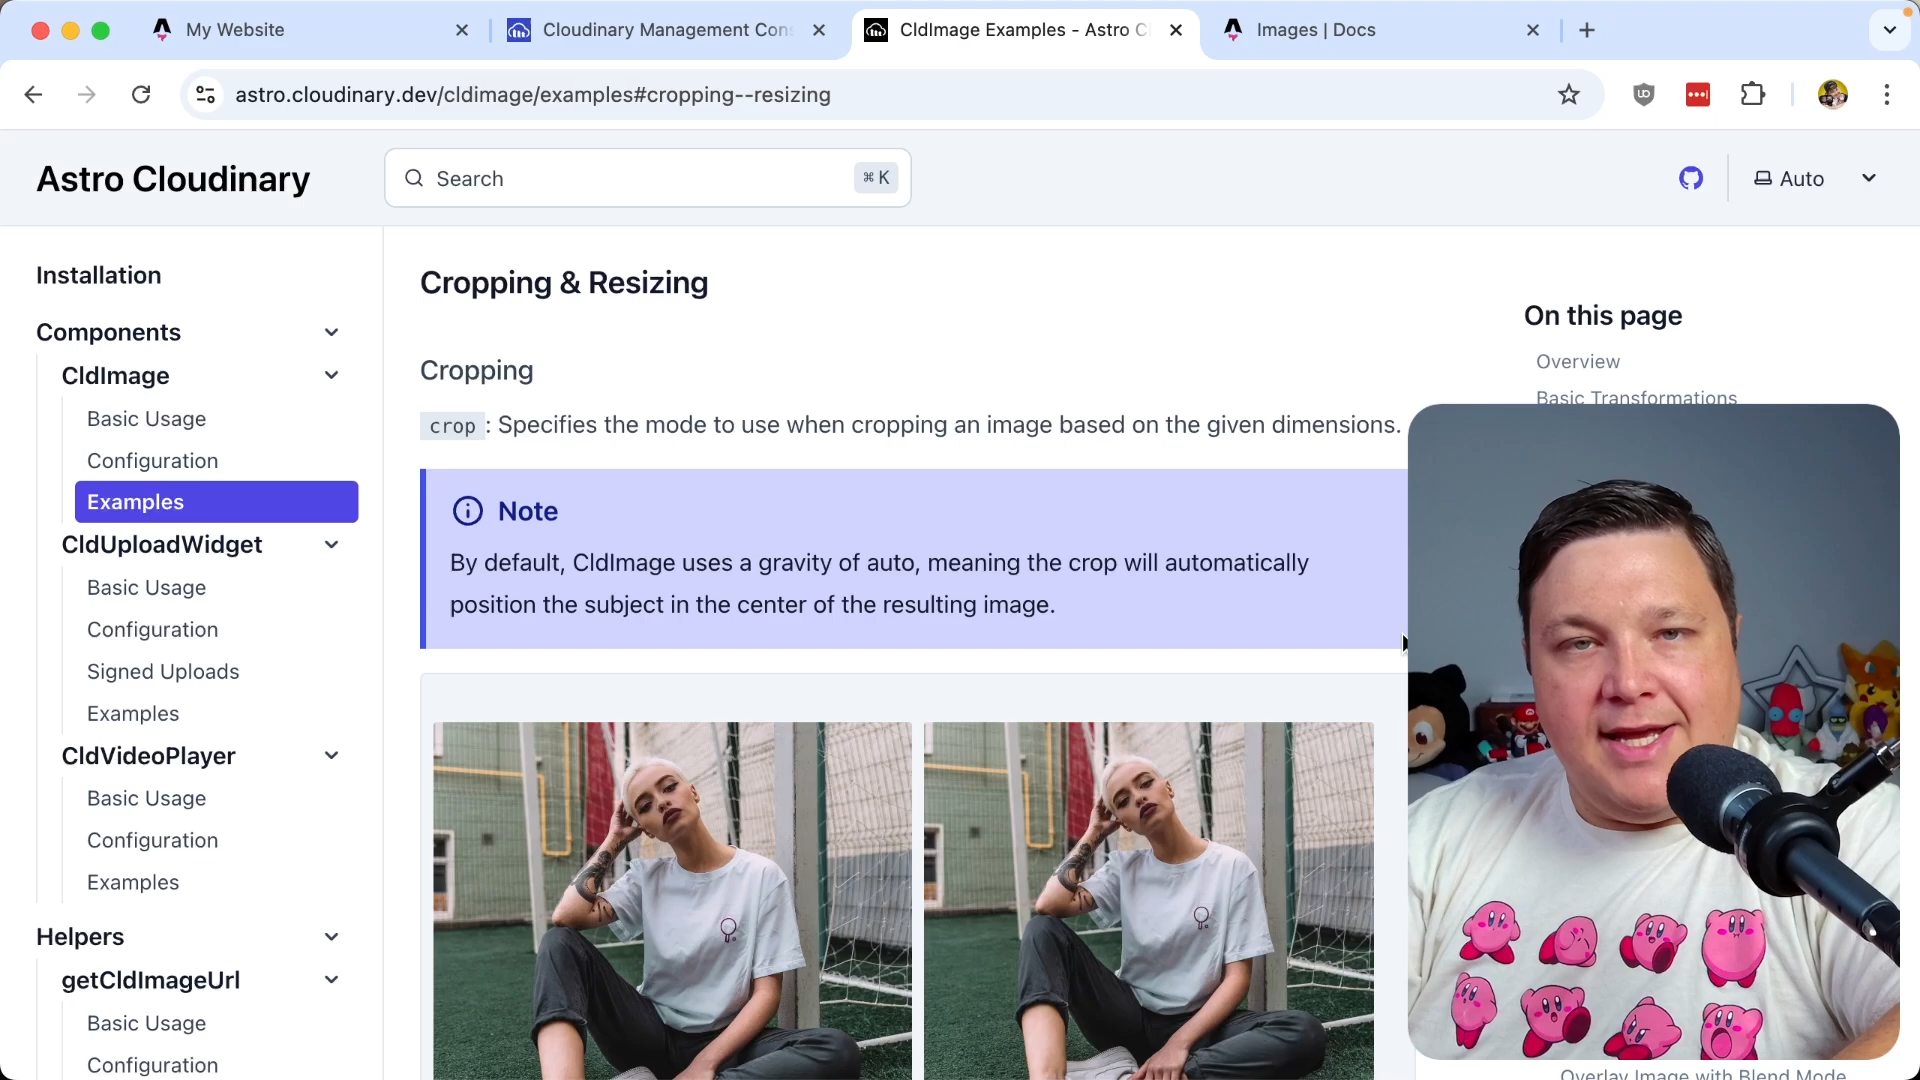 My Website
Cloudinary Management Cons
CldImage Examples - Astro Cl
Images | Docs
astro.cloudinary.dev/cldimage/examples#cropping--resizing
Astro Cloudinary
Search
⌘ K
Auto
Installation
Components
CldImage
Basic Usage
Configuration
Examples
CldUploadWidget
Basic Usage
Configuration
Signed Uploads
Examples
CldVideoPlayer
Basic Usage
Configuration
Examples
Helpers
getCldImageUrl
Basic Usage
Configuration
Cropping & Resizing
Cropping
crop: Specifies the mode to use when cropping an image based on the given dimensions.
Note
By default, CldImage uses a gravity of auto, meaning the crop will automatically
position the subject in the center of the resulting image.
On this page
Overview
Basic Transformations
Overlay Image with Blend Mode